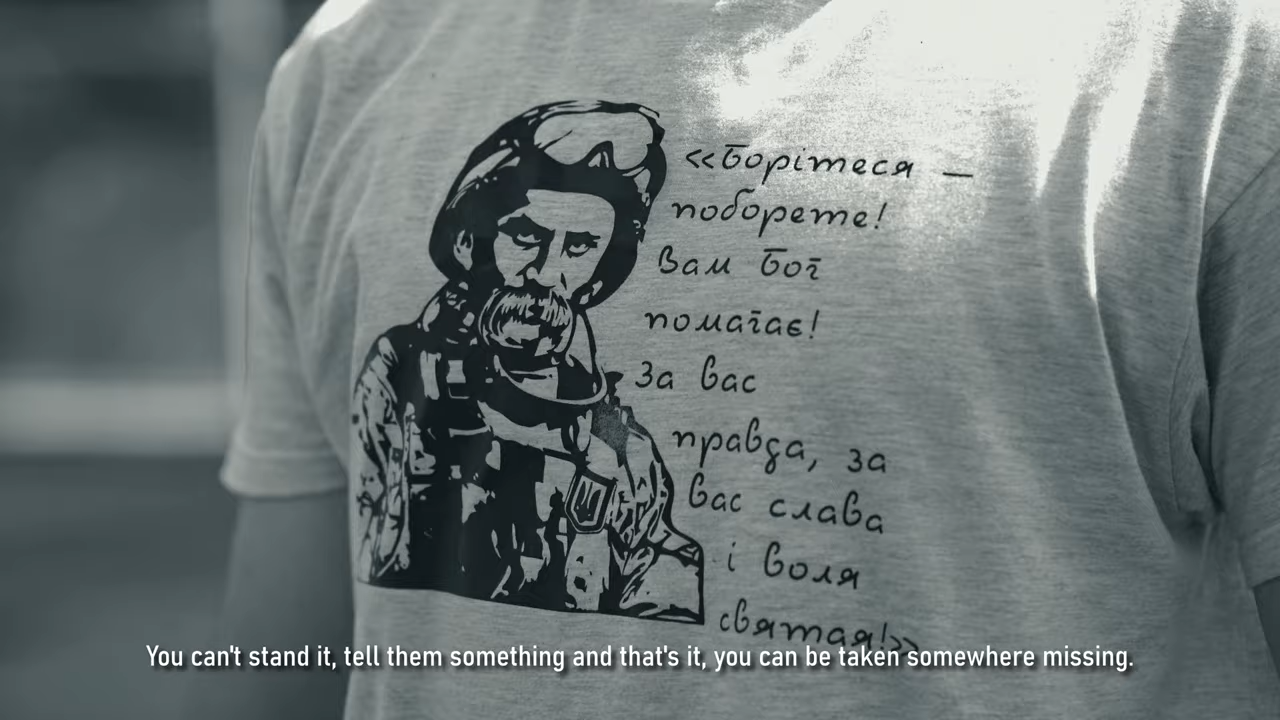 «Борітеся –
поборете!
Вам Бог
помагає!
За вас
правда, за
вас слава
і воля
святая!»
You can't stand it, tell them something and that's it, you can be taken somewhere missing.